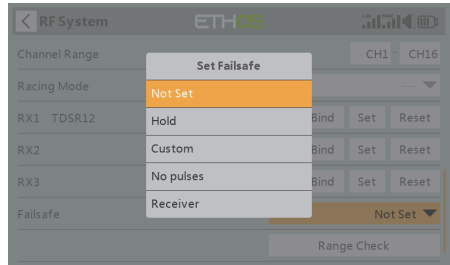 RF System
ETHOS
Channel Range
CH1 - CH16
Set Failsafe
Racing Mode
---
Not Set
RX1 TDSR12
Bind Set Reset
Hold
RX2
Set Reset
Custom
RX3
Bind Set Reset
No pulses
Failsafe
Not Set
Receiver
Range Check